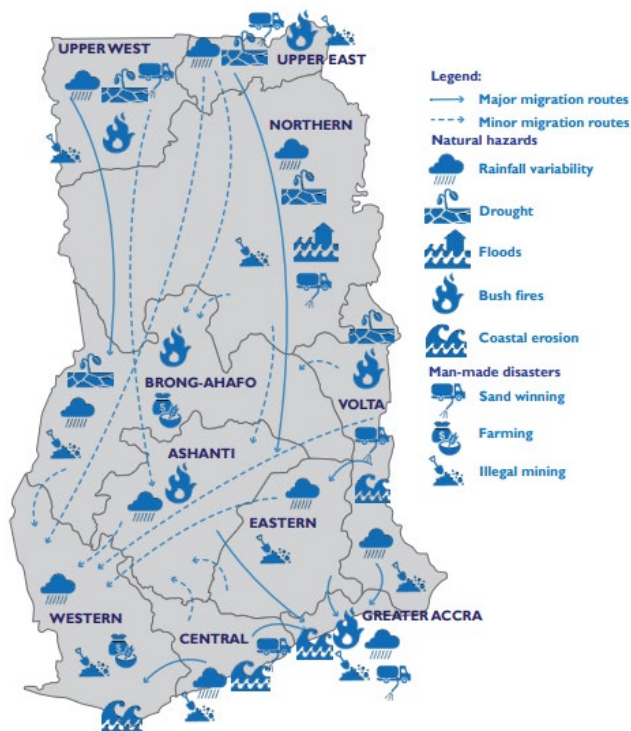 UPPER WEST
UPPER EAST
NORTHERN
BRONG-AHAFO
VOLTA
ASHANTI
EASTERN
WESTERN
CENTRAL
GREATER ACCRA
Legend:
Major migration routes
Minor migration routes
Natural hazards
Rainfall variability
Drought
Floods
Bush fires
Coastal erosion
Man-made disasters
Sand winning
Farming
Illegal mining